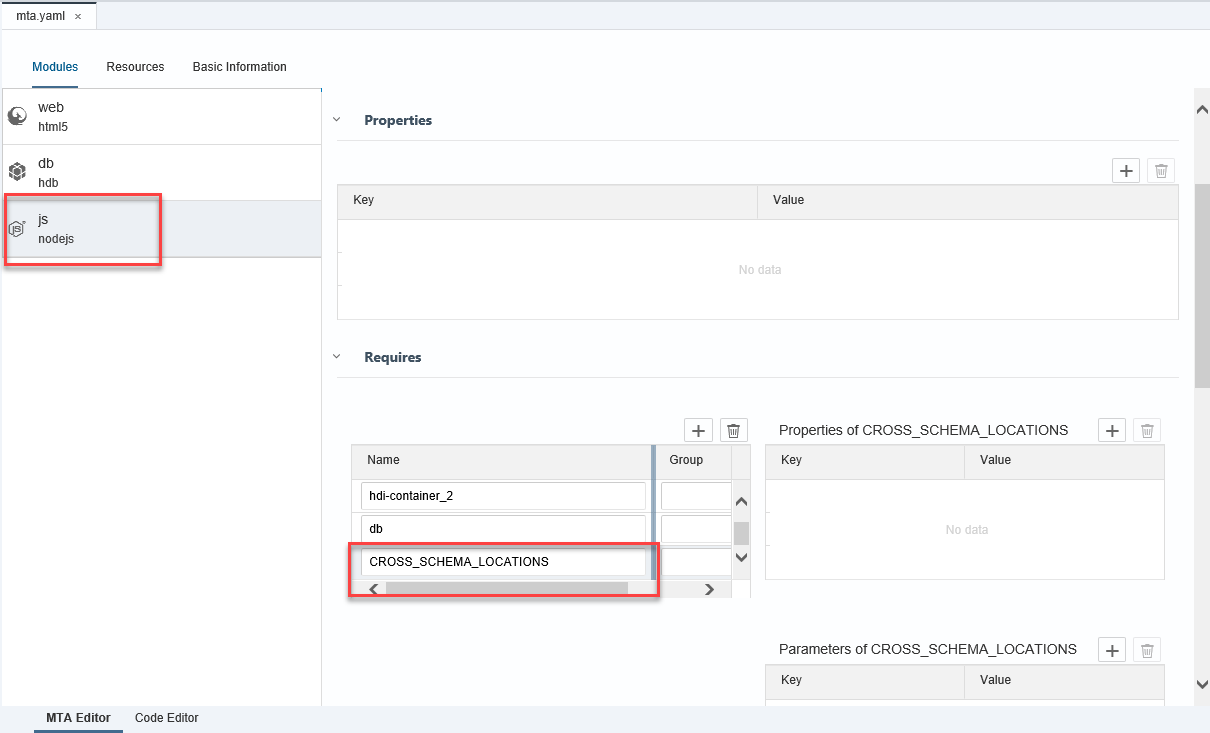 mta.yaml ×
Modules Resources Basic Information
web
html5
db
hdb
js
nodejs
Properties
Key Value
No data
Requires
Properties of CROSS_SCHEMA_LOCATIONS
Name Group
Key Value
hdi-container_2
db
No data
CROSS_SCHEMA_LOCATIONS
Parameters of CROSS_SCHEMA_LOCATIONS
Key Value
MTA Editor Code Editor